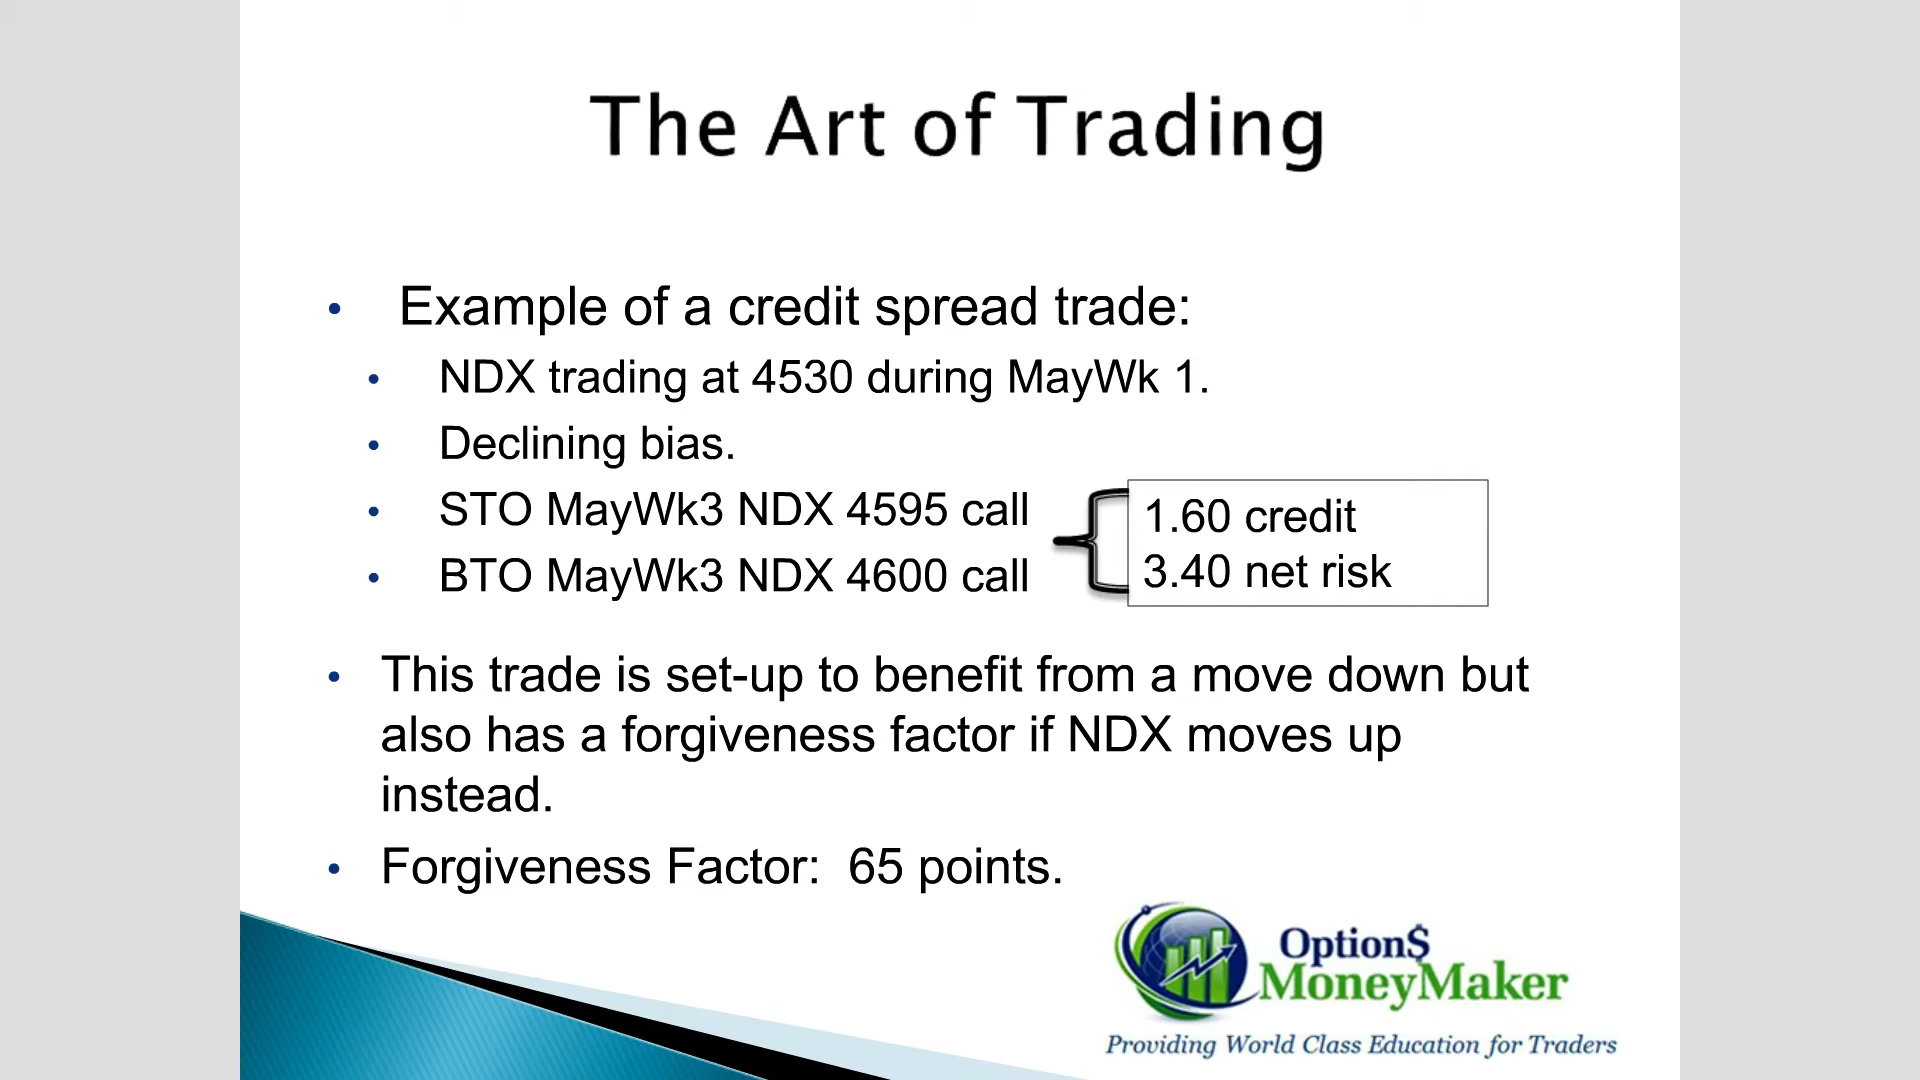 The Art of Trading
• Example of a credit spread trade:
• NDX trading at 4530 during MayWk 1.
• Declining bias.
• STO MayWk3 NDX 4595 call
• BTO MayWk3 NDX 4600 call
1.60 credit
3.40 net risk
• This trade is set-up to benefit from a move down but
also has a forgiveness factor if NDX moves up
instead.
• Forgiveness Factor:  65 points.
Option$
MoneyMaker
Providing World Class Education for Traders